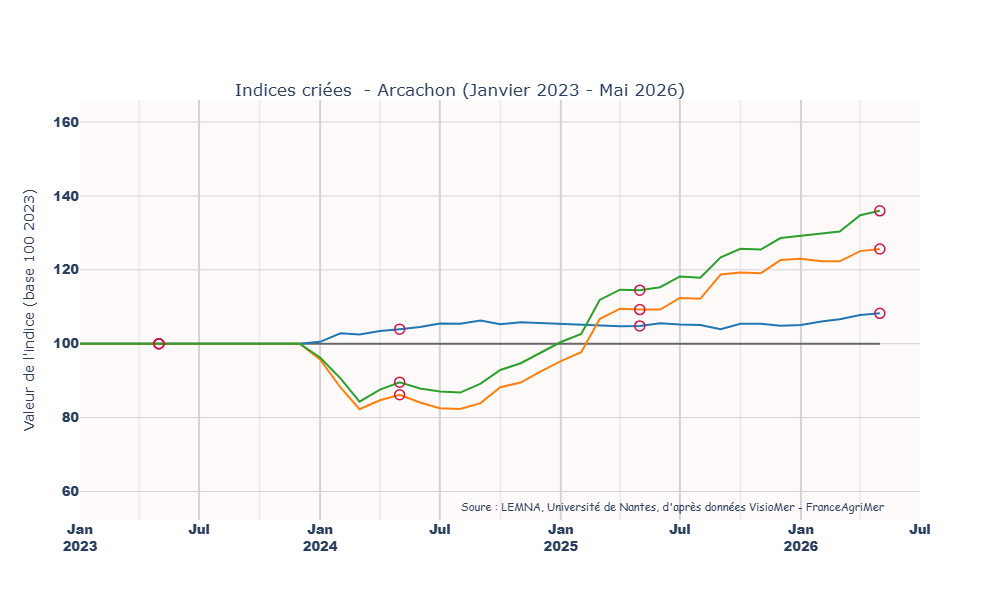 Indices criées  - Arcachon (Janvier 2023 - Mai 2026)
Valeur de l'indice (base 100 2023)
160
140
120
100
80
60
Soure : LEMNA, Université de Nantes, d'après données VisioMer - FranceAgriMer
Jan Jul Jan Jul Jan Jul Jan Jul
2023 2024 2025 2026